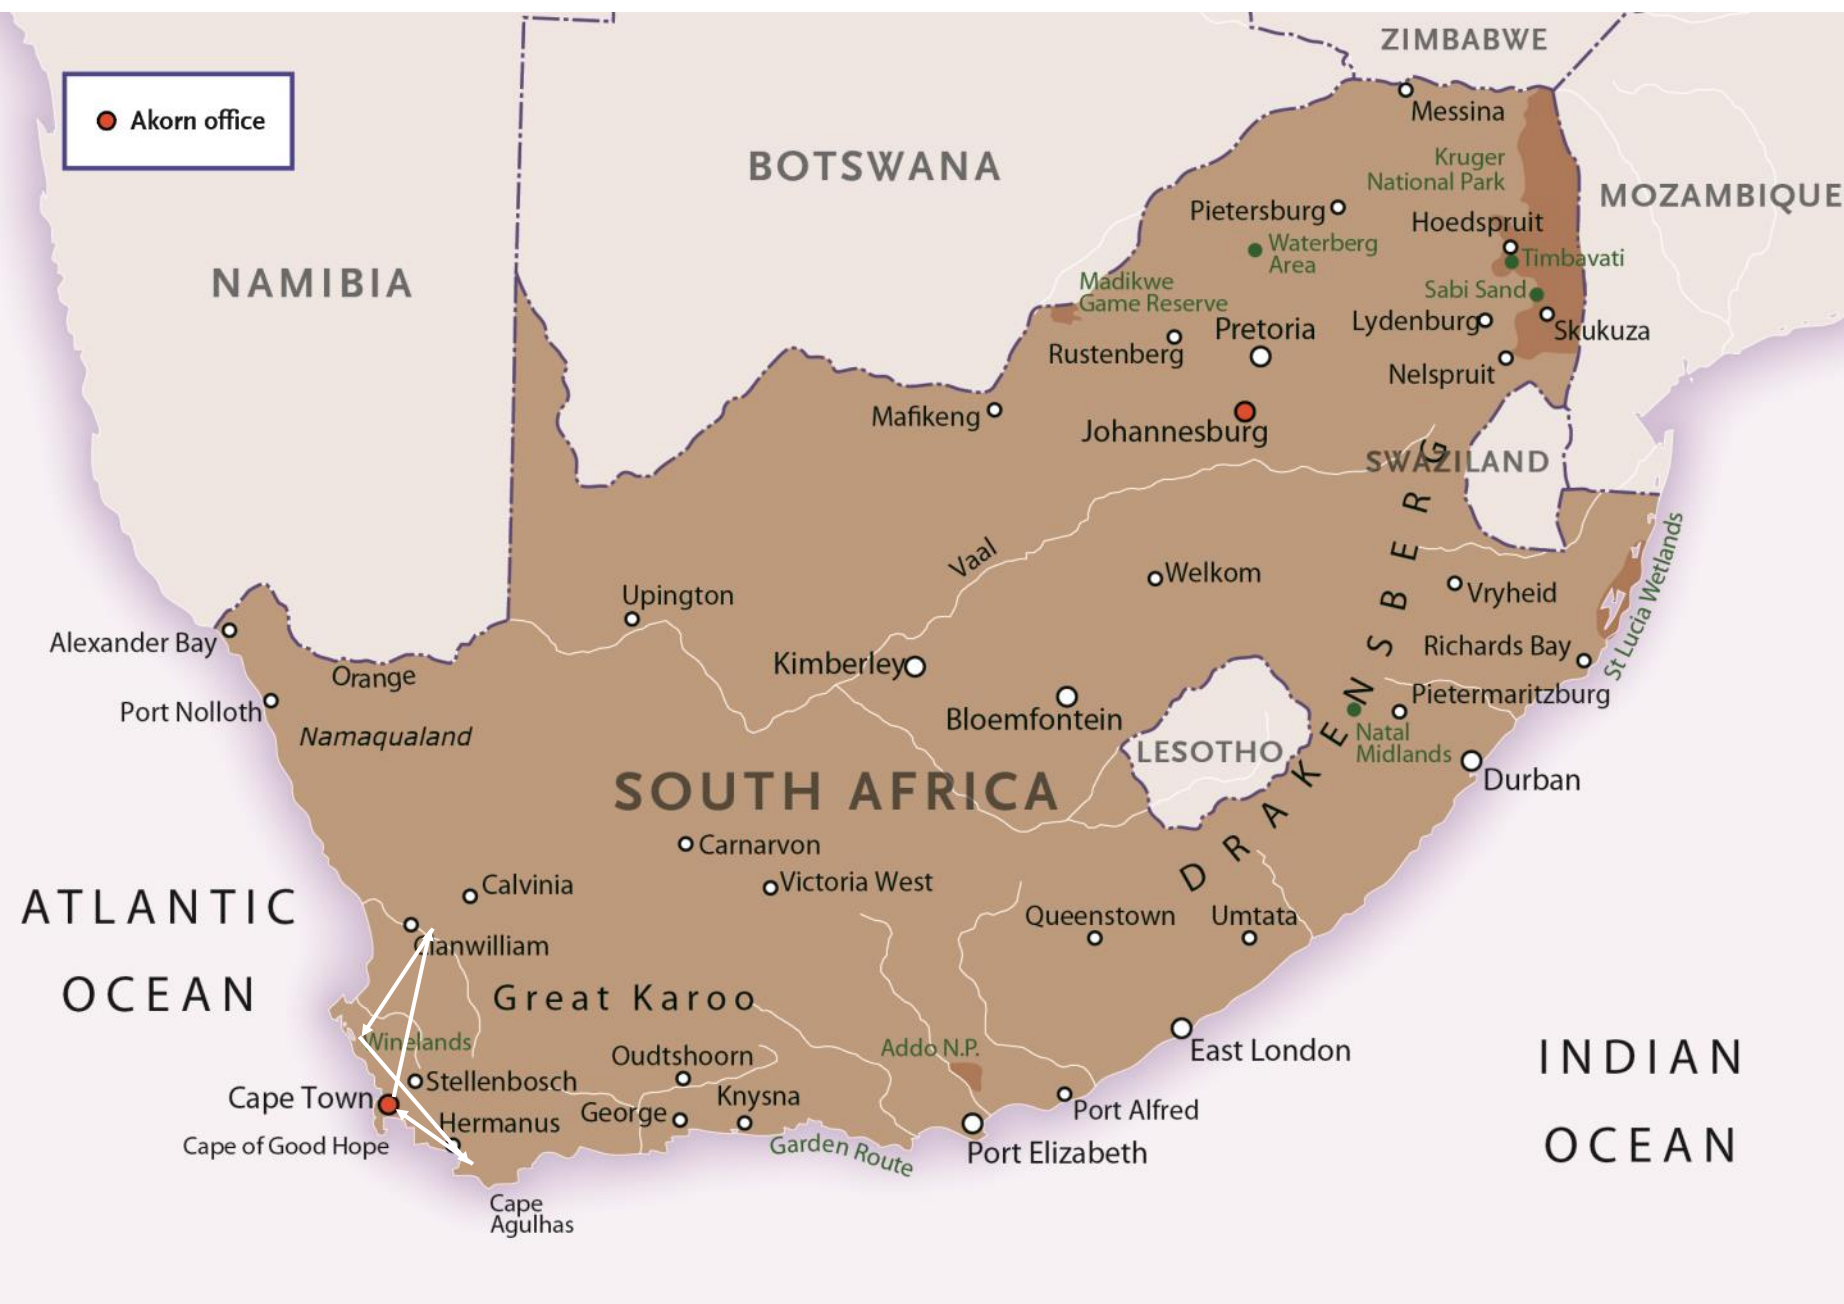 ZIMBABWE
Akorn office
Messina
BOTSWANA
Kruger
National Park
MOZAMBIQUE
Pietersburg
Hoedspruit
Waterberg
Area
Timbavati
NAMIBIA
Madikwe
Game Reserve
Sabi Sand
Pretoria
Lydenburg
Skukuza
Rustenberg
Nelspruit
Mafikeng
Johannesburg
SWAZILAND
DRAKENSBERG
Vaal
Welkom
Vryheid
St Lucia Wetlands
Upington
Alexander Bay
Richards Bay
Orange
Kimberley
Pietermaritzburg
Port Nolloth
Namaqualand
Bloemfontein
LESOTHO
Natal
Midlands
SOUTH AFRICA
Durban
Carnarvon
Calvinia
Victoria West
ATLANTIC
OCEAN
Queenstown
Umtata
Clanwilliam
Great Karoo
Winelands
Oudtshoorn
Addo N.P.
East London
INDIAN
OCEAN
Stellenbosch
Cape Town
Knysna
George
Port Alfred
Hermanus
Cape of Good Hope
Garden Route
Port Elizabeth
Cape
Agulhas